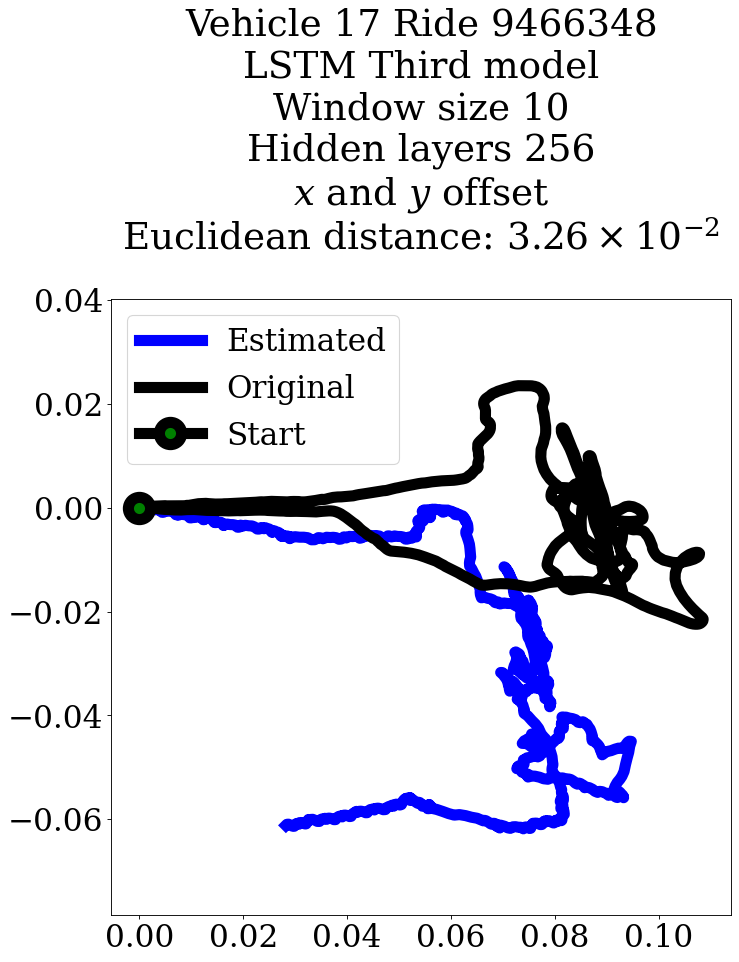 Vehicle 17 Ride 9466348
LSTM Third model
Window size 10
Hidden layers 256
x and y offset
Euclidean distance: 3.26 × 10⁻²
Estimated
Original
Start
0.04
0.02
0.00
−0.02
−0.04
−0.06
0.00 0.02 0.04 0.06 0.08 0.10